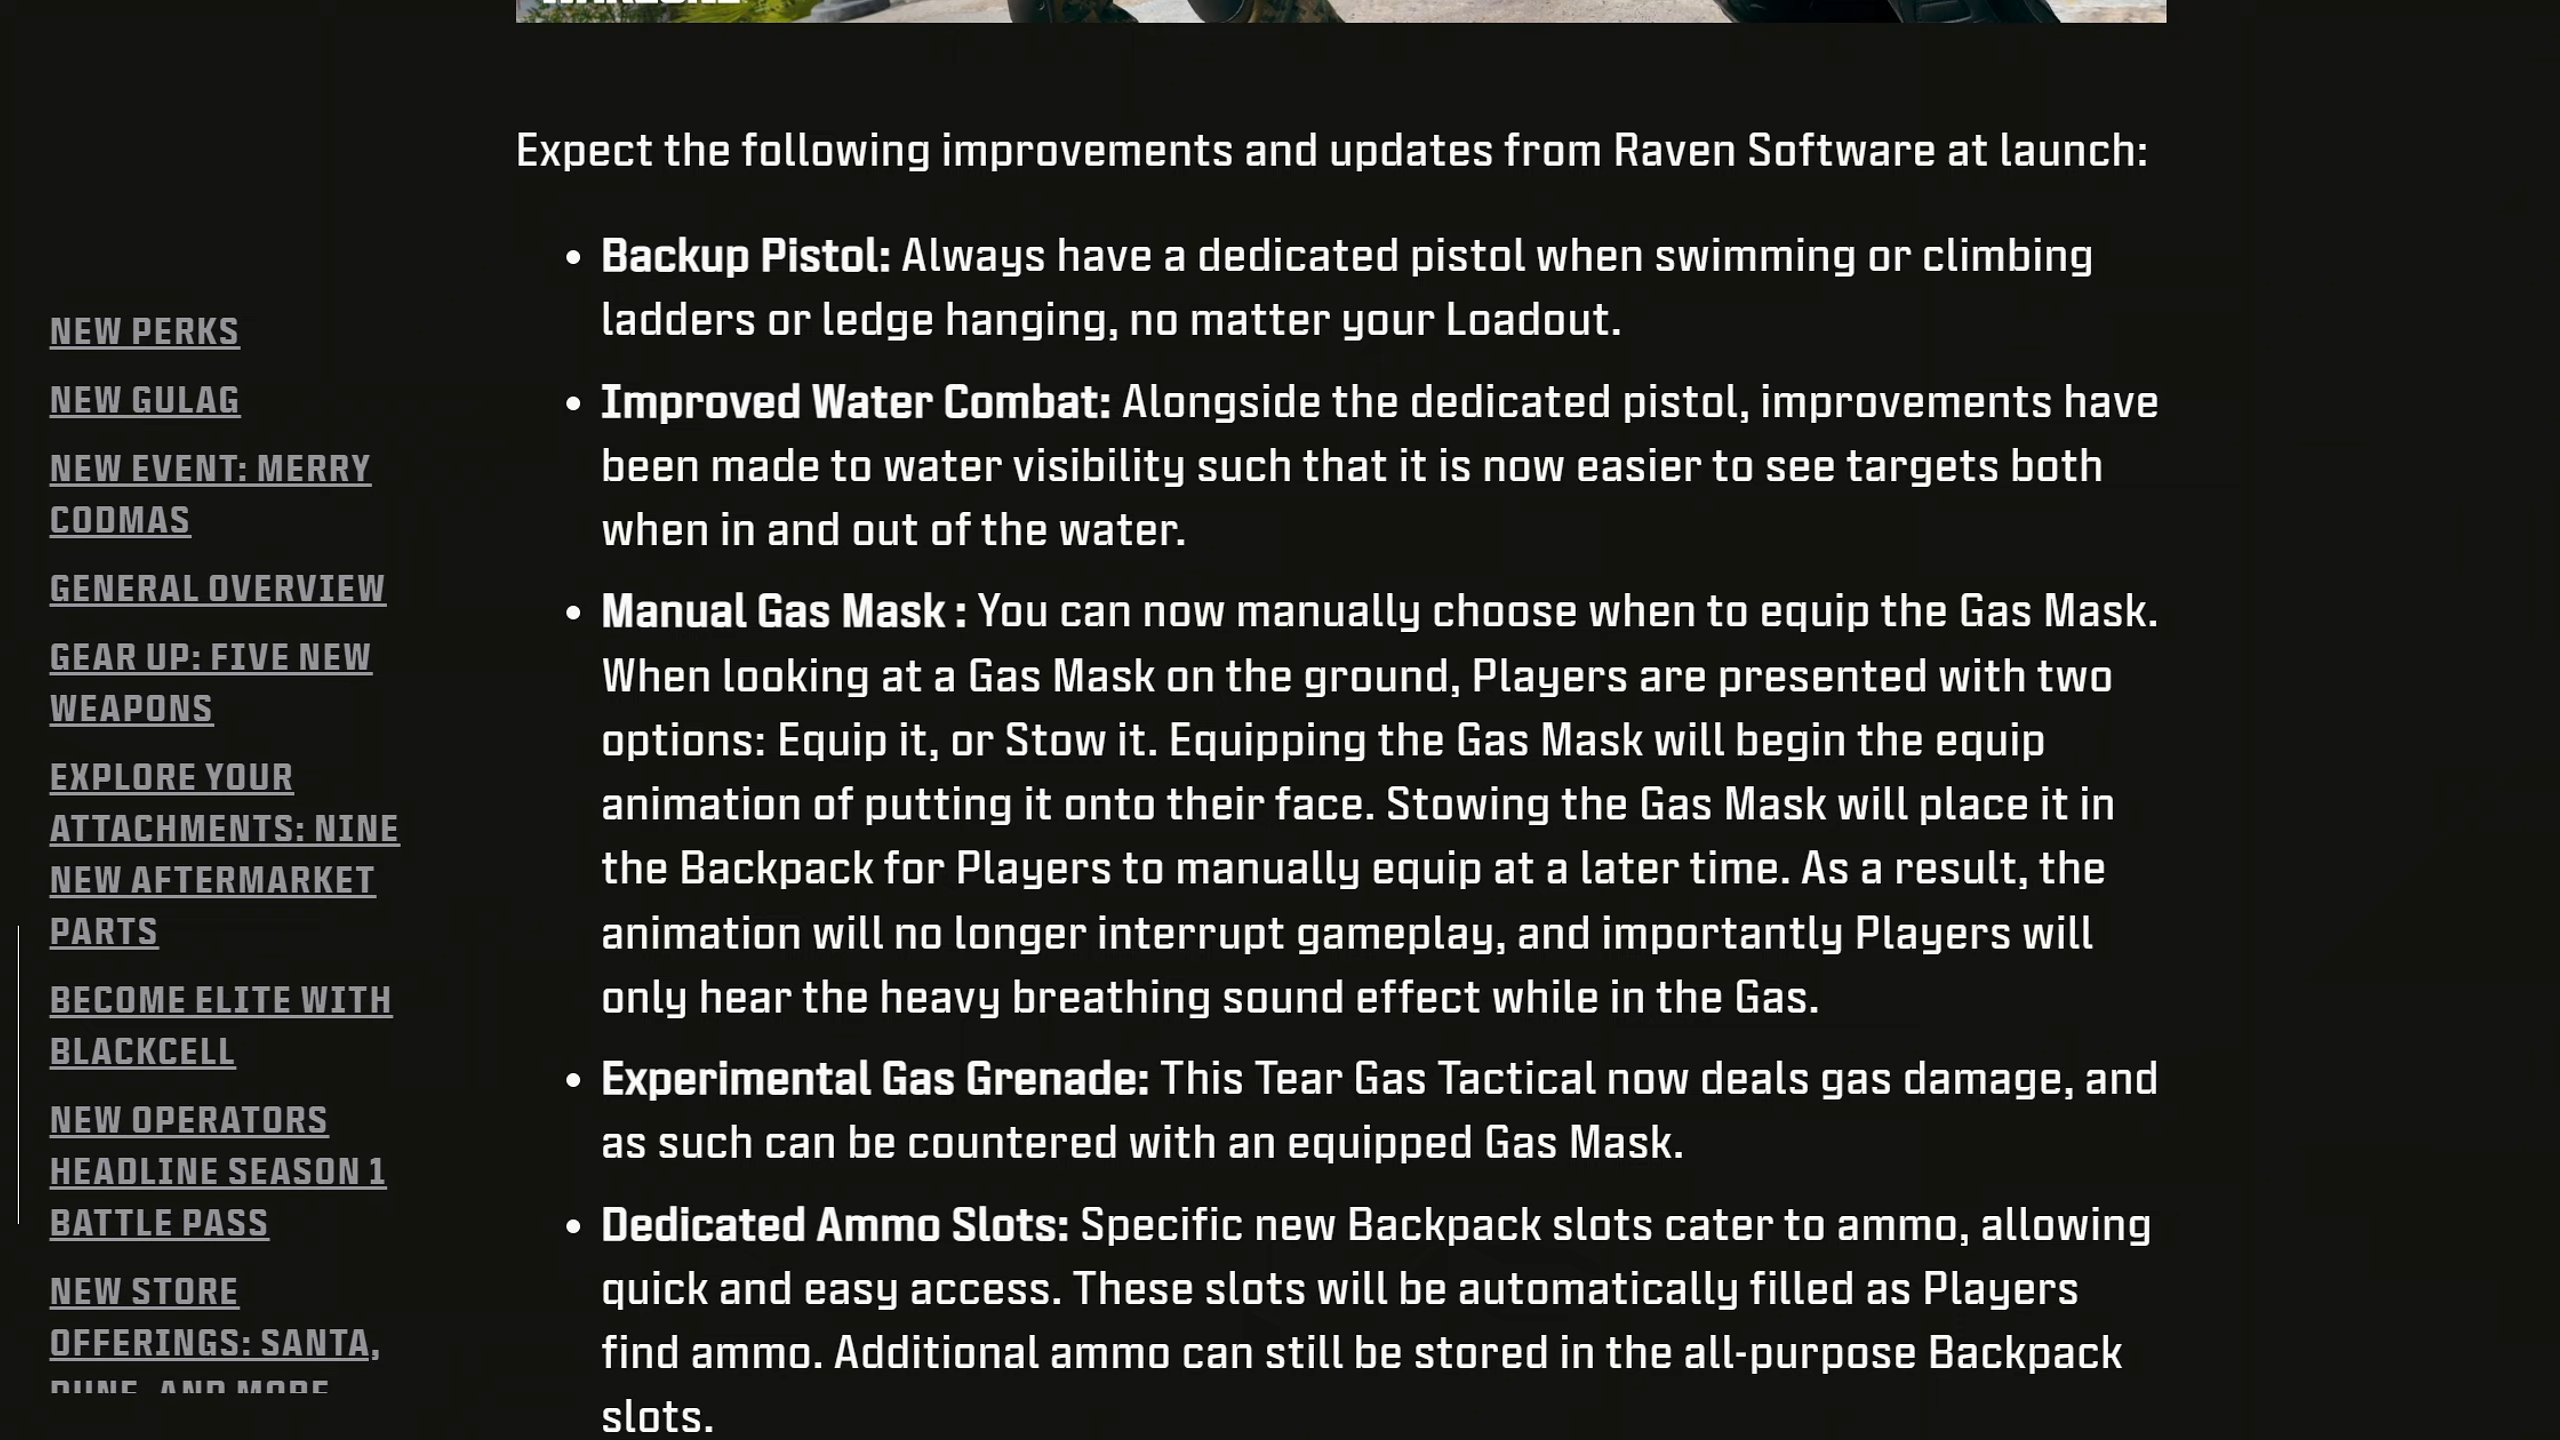 Expect the following improvements and updates from Raven Software at launch:
Backup Pistol: Always have a dedicated pistol when swimming or climbing
ladders or ledge hanging, no matter your Loadout.
Improved Water Combat: Alongside the dedicated pistol, improvements have
been made to water visibility such that it is now easier to see targets both
when in and out of the water.
Manual Gas Mask : You can now manually choose when to equip the Gas Mask.
When looking at a Gas Mask on the ground, Players are presented with two
options: Equip it, or Stow it. Equipping the Gas Mask will begin the equip
animation of putting it onto their face. Stowing the Gas Mask will place it in
the Backpack for Players to manually equip at a later time. As a result, the
animation will no longer interrupt gameplay, and importantly Players will
only hear the heavy breathing sound effect while in the Gas.
Experimental Gas Grenade: This Tear Gas Tactical now deals gas damage, and
as such can be countered with an equipped Gas Mask.
Dedicated Ammo Slots: Specific new Backpack slots cater to ammo, allowing
quick and easy access. These slots will be automatically filled as Players
find ammo. Additional ammo can still be stored in the all-purpose Backpack
slots.
NEW PERKS
NEW GULAG
NEW EVENT: MERRY
CODMAS
GENERAL OVERVIEW
GEAR UP: FIVE NEW
WEAPONS
EXPLORE YOUR
ATTACHMENTS: NINE
NEW AFTERMARKET
PARTS
BECOME ELITE WITH
BLACKCELL
NEW OPERATORS
HEADLINE SEASON 1
BATTLE PASS
NEW STORE
OFFERINGS: SANTA,
DUNE, AND MORE